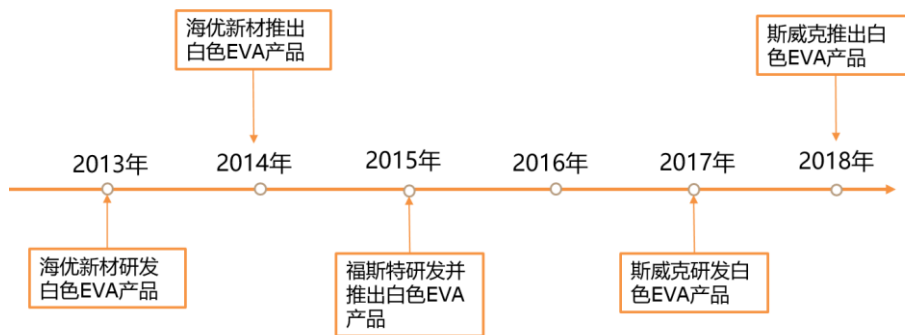 海优新材推出
白色EVA产品
斯威克推出白
色EVA产品
2013年
2014年
2015年
2016年
2017年
2018年
海优新材研发
白色EVA产品
福斯特研发并
推出白色EVA
产品
斯威克研发白
色EVA产品